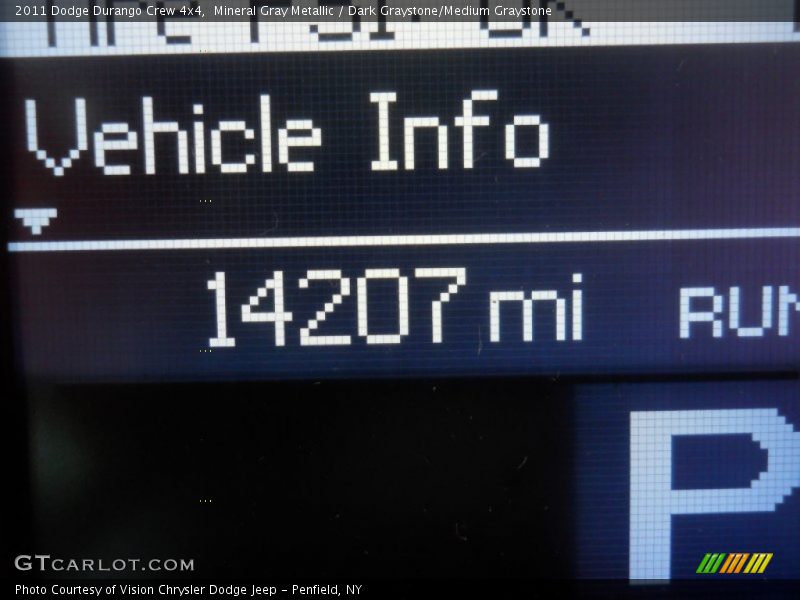 2011 Dodge Durango Crew 4x4, Mineral Gray Metallic / Dark Graystone/Medium Graystone
Vehicle Info
14207 mi RUN
P
GTCARLOT.COM
Photo Courtesy of Vision Chrysler Dodge Jeep – Penfield, NY